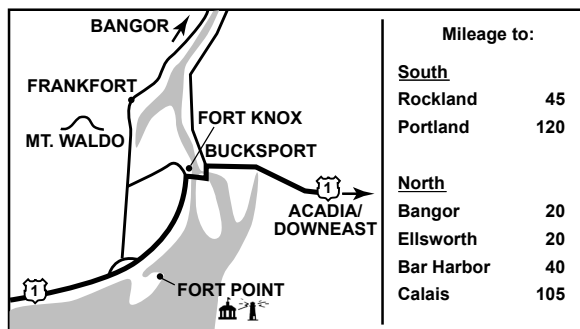 BANGOR
FRANKFORT
MT. WALDO
FORT KNOX
BUCKSPORT
1
ACADIA/
DOWNEAST
1
FORT POINT
Mileage to:
South
Rockland 45
Portland 120
North
Bangor 20
Ellsworth 20
Bar Harbor 40
Calais 105